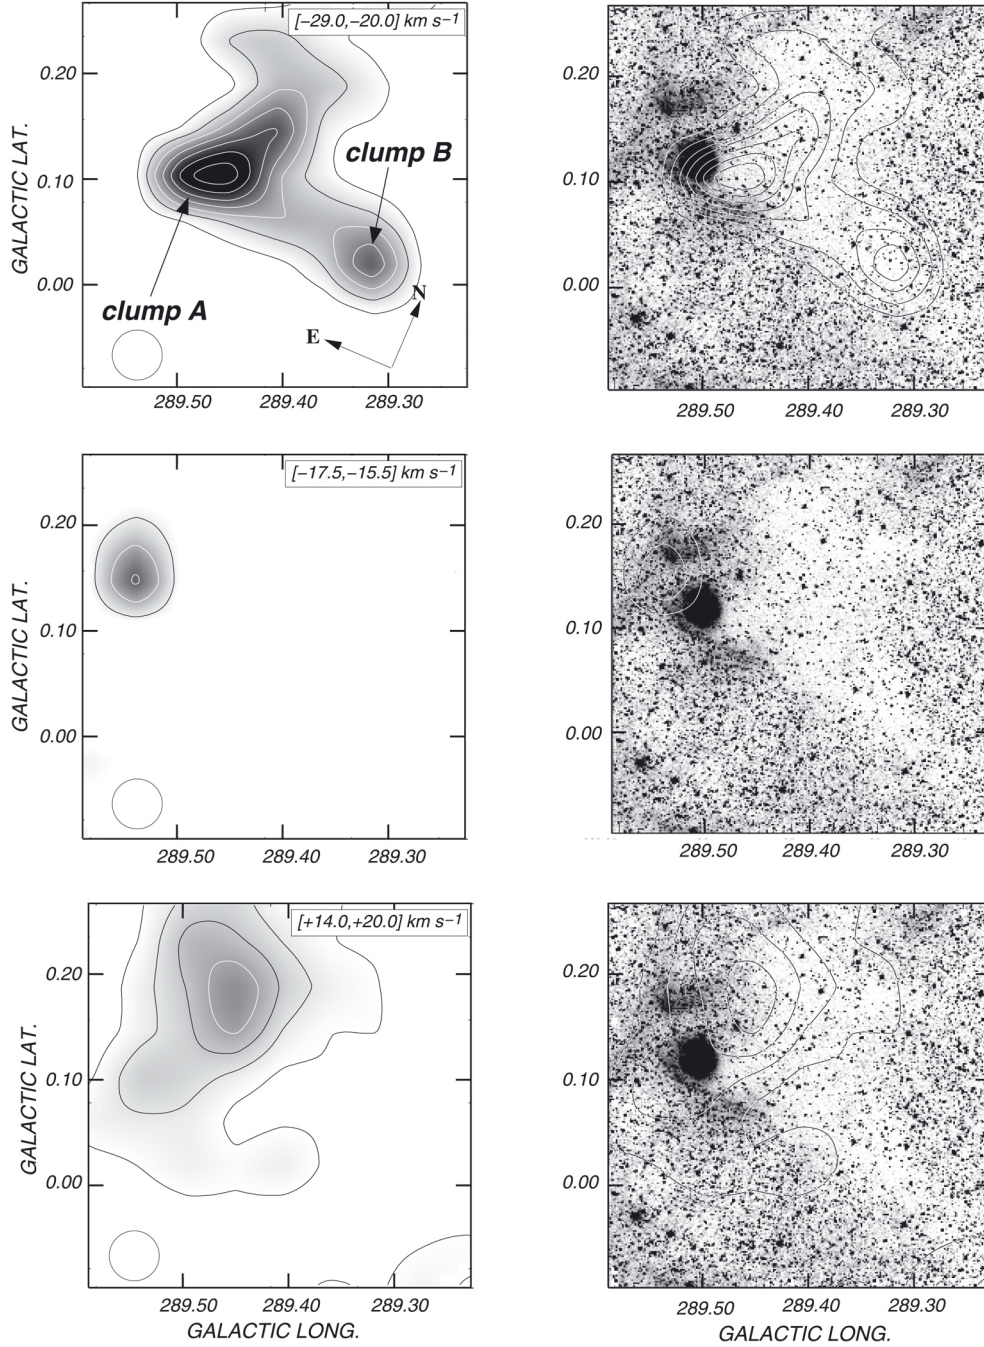 [−29.0,−20.0] km s−1
GALACTIC LAT.
0.20
0.10
0.00
clump B
clump A
N
E
289.50 289.40 289.30
0.20
0.10
0.00
289.50 289.40 289.30
[−17.5,−15.5] km s−1
GALACTIC LAT.
0.20
0.10
0.00
289.50 289.40 289.30
0.20
0.10
0.00
289.50 289.40 289.30
[+14.0,+20.0] km s−1
GALACTIC LAT.
0.20
0.10
0.00
289.50 289.40 289.30
GALACTIC LONG.
0.20
0.10
0.00
289.50 289.40 289.30
GALACTIC LONG.